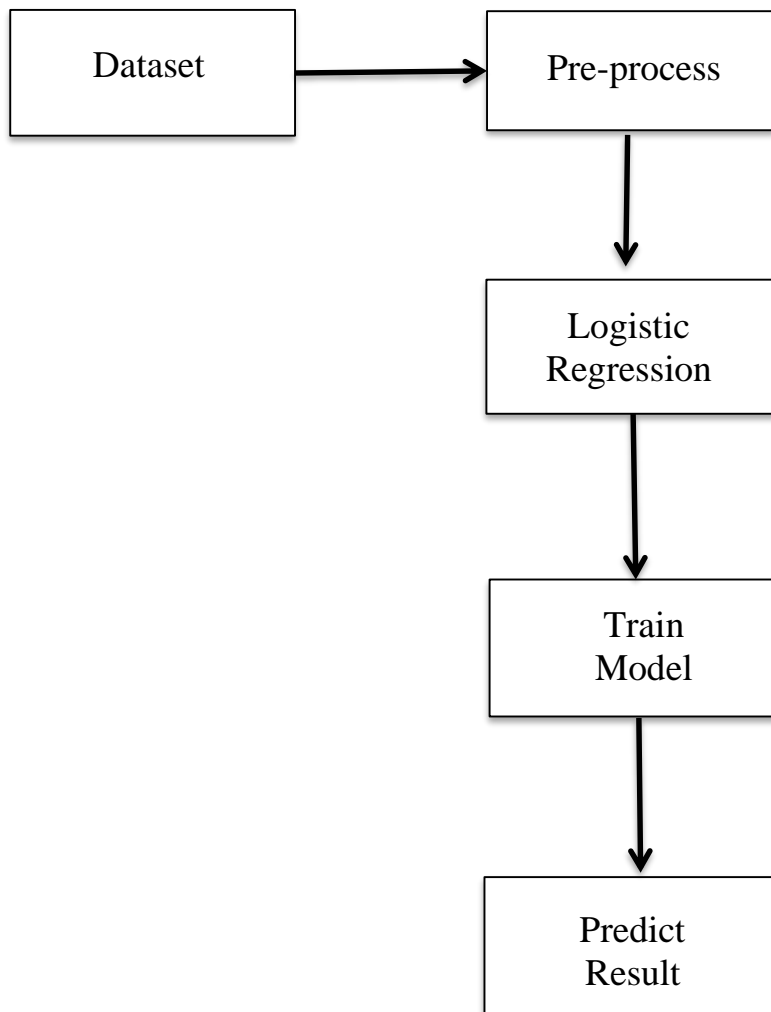 Dataset
Pre-process
Logistic
Regression
Train
Model
Predict
Result